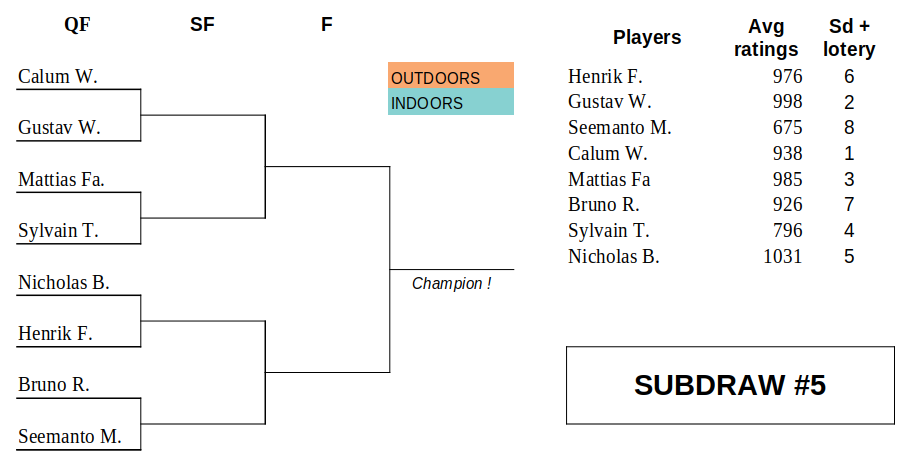 QF SF F
Calum W.
Gustav W.
Mattias Fa.
Sylvain T.
Nicholas B.
Henrik F.
Bruno R.
Seemanto M.
OUTDOORS
INDOORS
Champion !
Players Avg ratings Sd + lotery
Henrik F. 976 6
Gustav W. 998 2
Seemanto M. 675 8
Calum W. 938 1
Mattias Fa 985 3
Bruno R. 926 7
Sylvain T. 796 4
Nicholas B. 1031 5
SUBDRAW #5